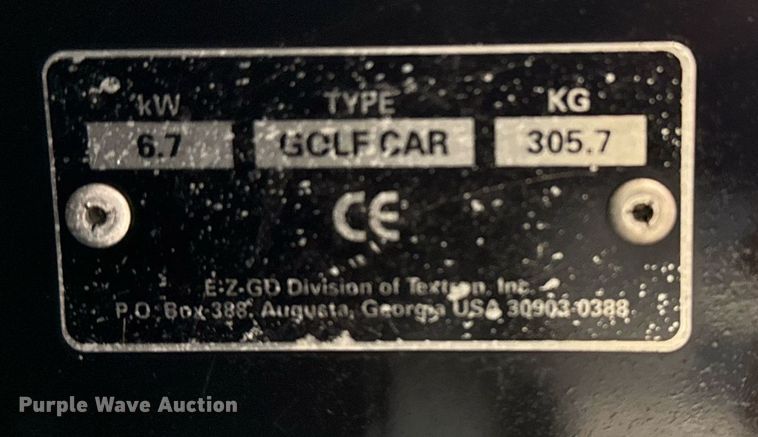 kW TYPE KG
6.7 GOLF CAR 305.7
CE
E-Z-GO Division of Textron, Inc.
P.O. Box 388, Augusta, Georgia USA 30903-0388
Purple Wave Auction